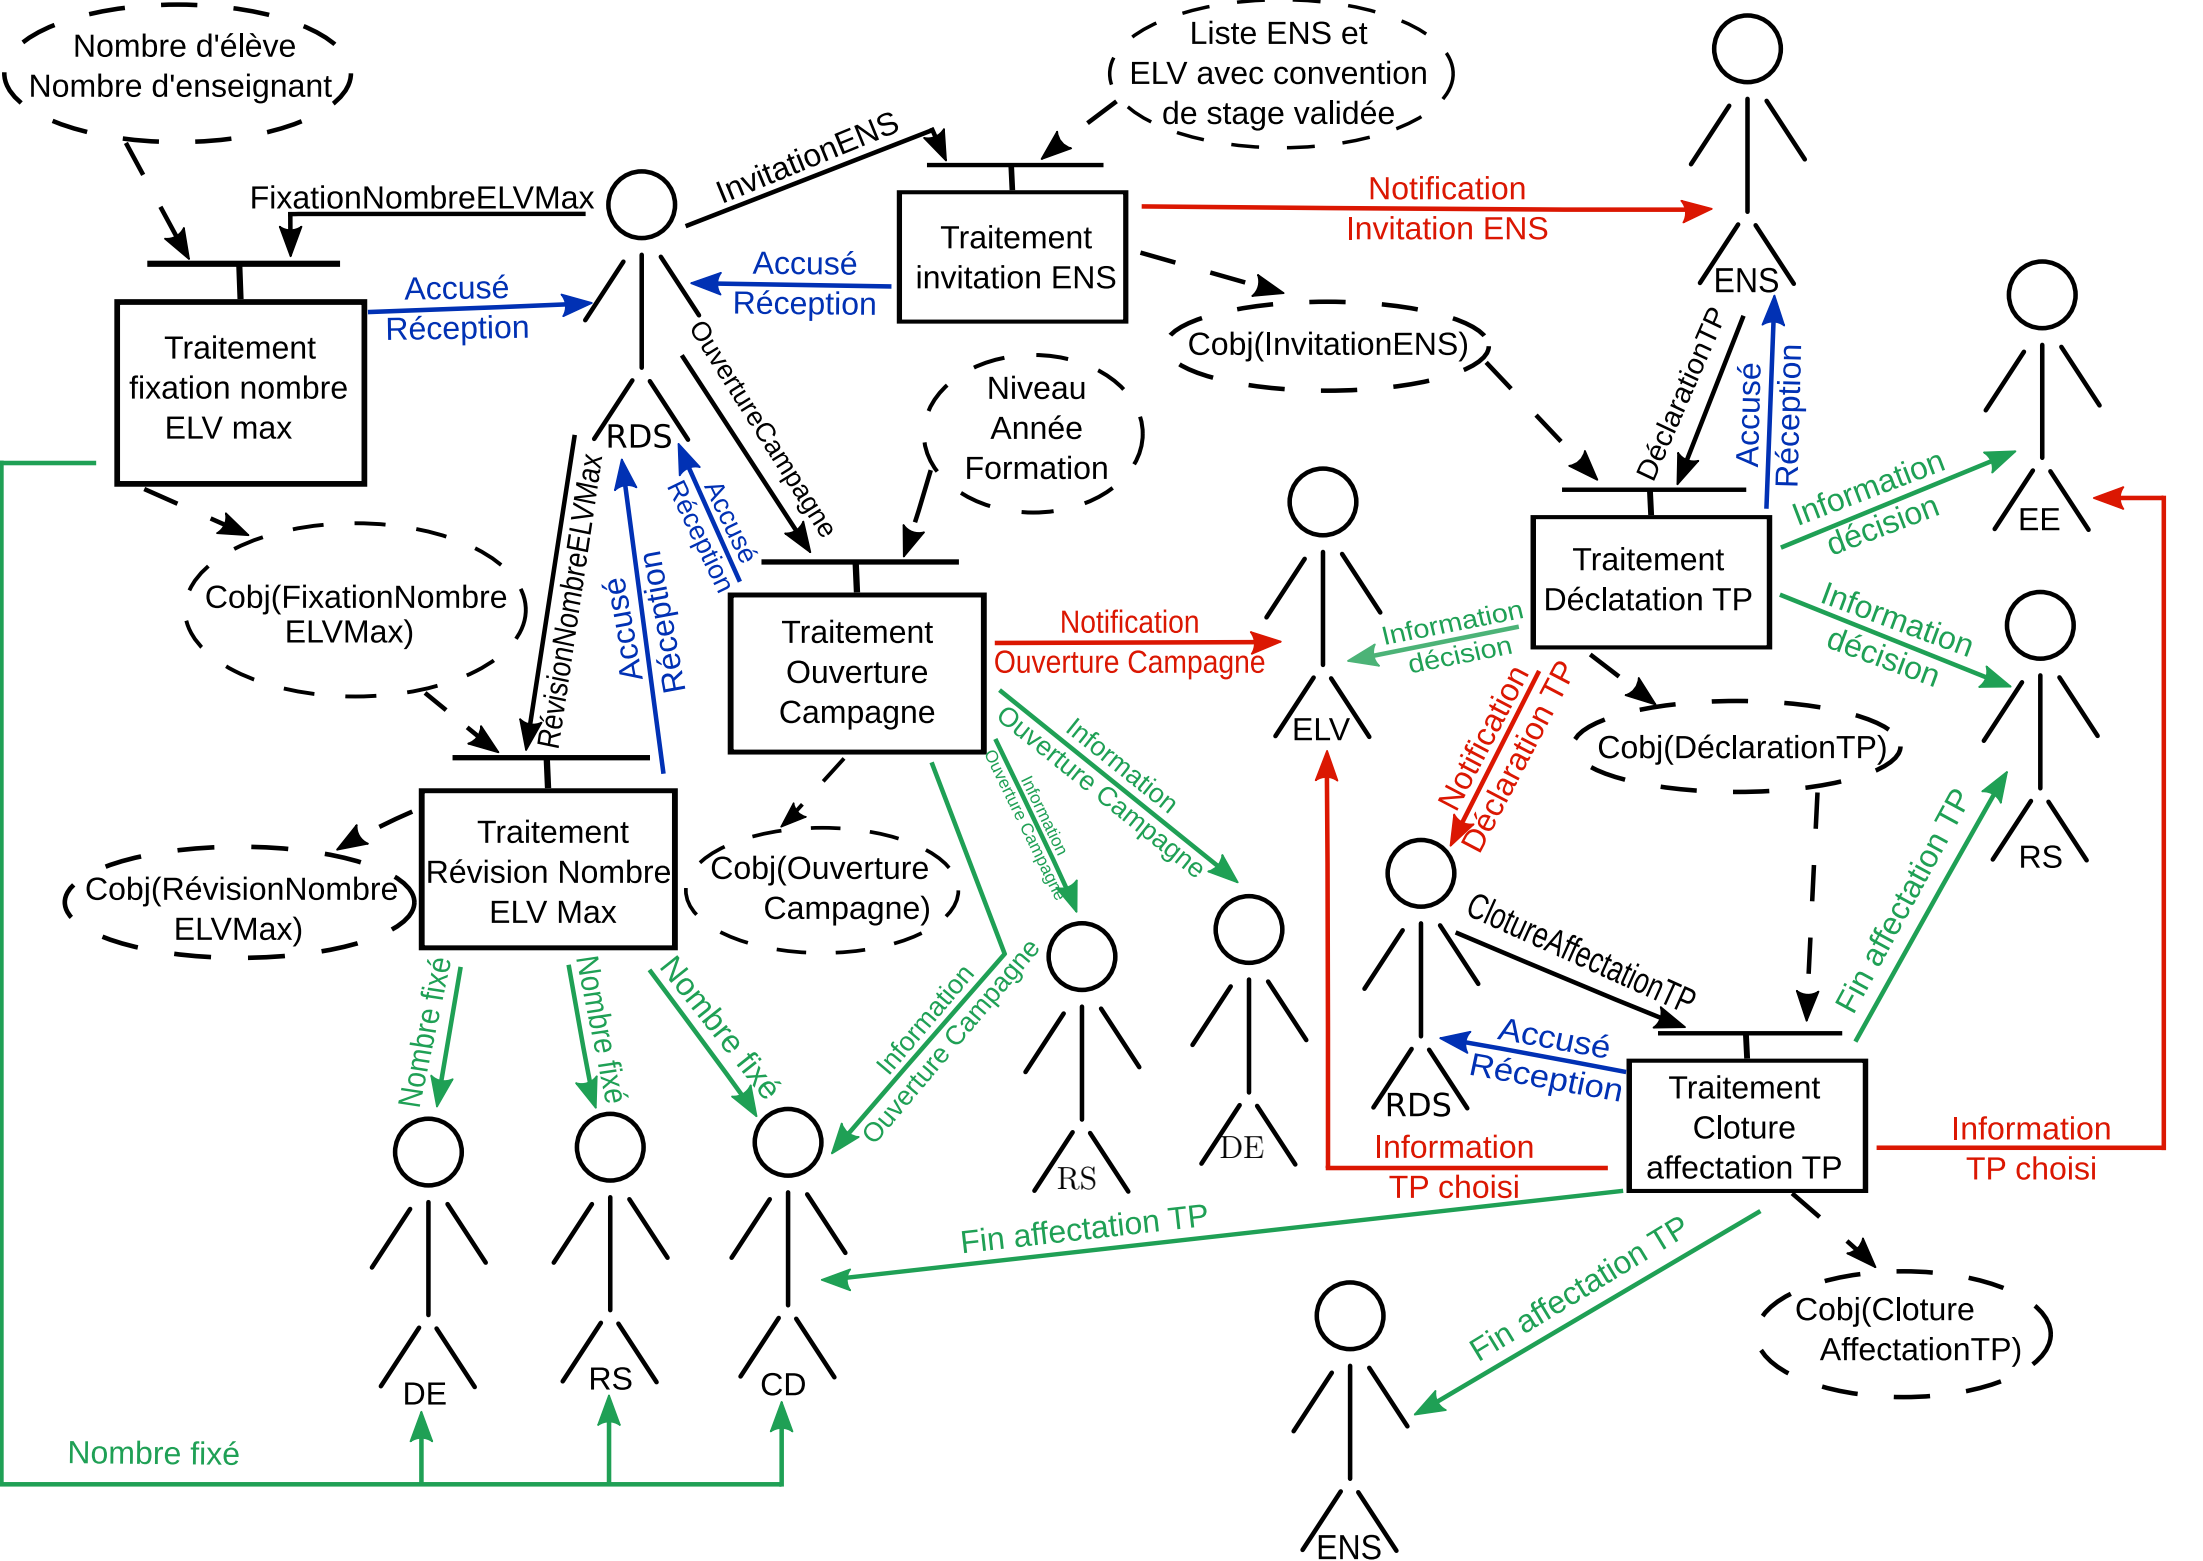 Nombre d'élève
Nombre d'enseignant
Liste ENS et
ELV avec convention
de stage validée
InvitationENS
FixationNombreELVMax
Notification
Invitation ENS
Traitement
invitation ENS
Accusé
Réception
Accusé
Réception
ENS
Traitement
fixation nombre
ELV max
OuvertureCampagne
Cobj(InvitationENS)
DéclarationTP
Accusé
Réception
Niveau
Année
Formation
RDS
Accusé
Réception
RévisionNombreELVMax
Accusé
Réception
Information
décision
EE
Traitement
Déclatation TP
Cobj(FixationNombre
ELVMax)
Traitement
Ouverture
Campagne
Notification
Ouverture Campagne
Information
décision
Information
décision
ELV
Notification
Déclaration TP
Cobj(DéclarationTP)
Information
Ouverture Campagne
Information
Ouverture Campagne
Traitement
Révision Nombre
ELV Max
Cobj(RévisionNombre
ELVMax)
Cobj(Ouverture
Campagne)
RS
Fin affectation TP
ClotureAffectationTP
Nombre fixé
Nombre fixé
Nombre fixé
Information
Ouverture Campagne
Accusé
Réception
RDS
Traitement
Cloture
affectation TP
RS
DE
Information
TP choisi
Information
TP choisi
Fin affectation TP
Fin affectation TP
Cobj(Cloture
AffectationTP)
DE
RS
CD
Nombre fixé
ENS